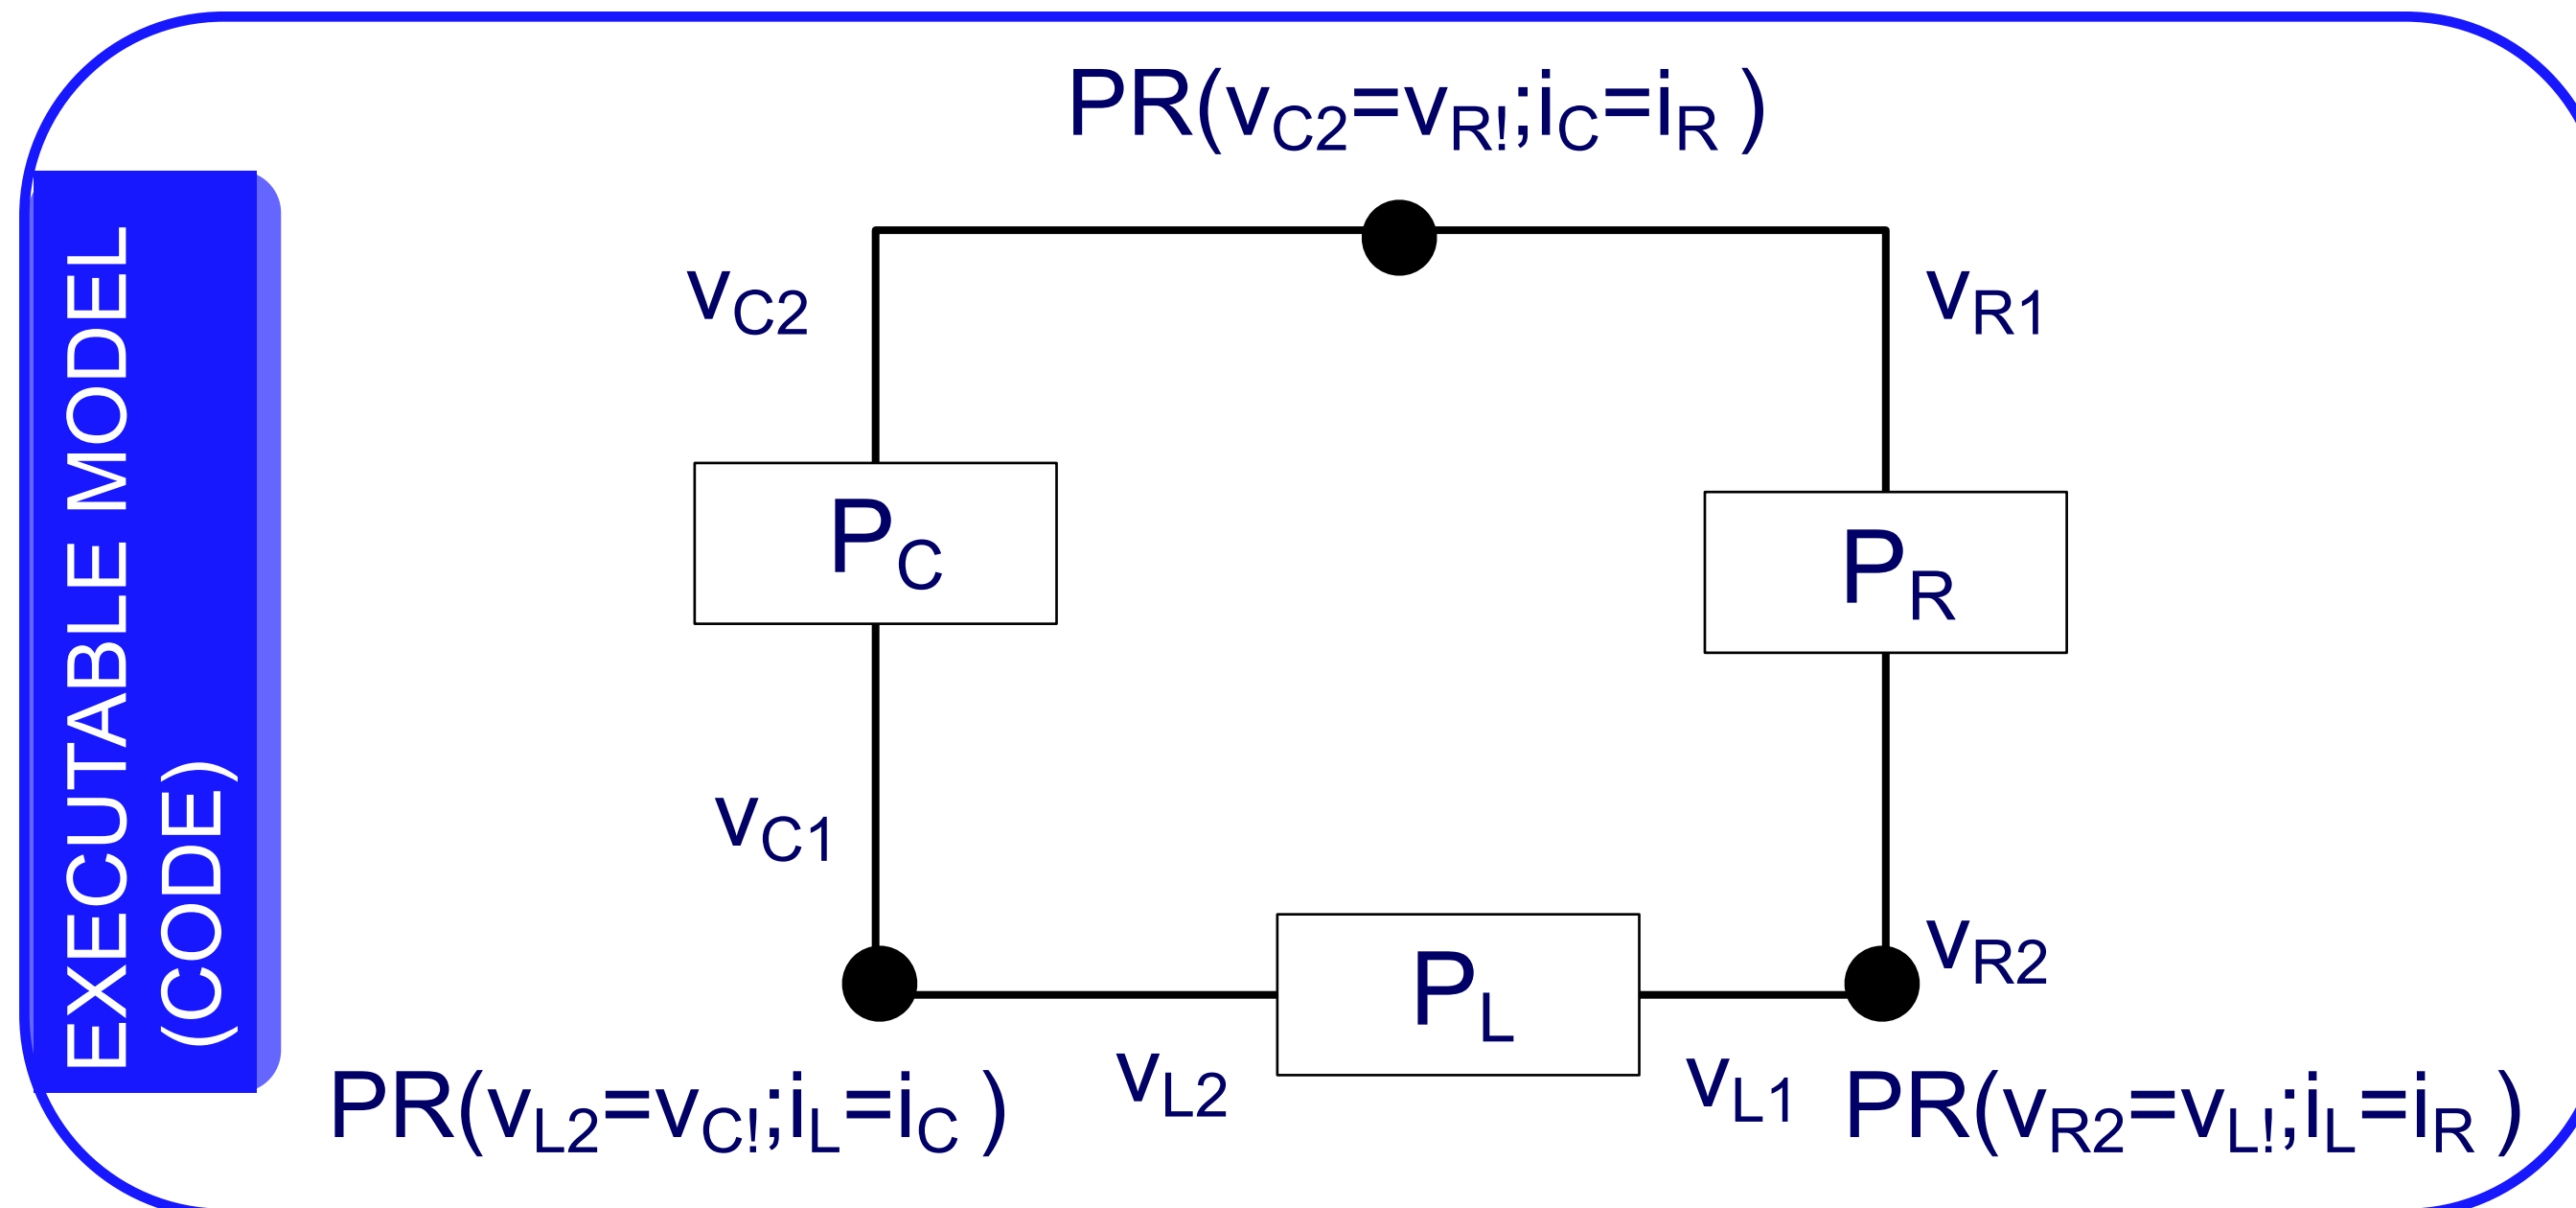 EXECUTABLE MODEL
(CODE)
PR(vC2=vR!;iC=iR )
vC2
vR1
PC
PR
vC1
vR2
PL
vL2
vL1
PR(vL2=vC!;iL=iC )
PR(vR2=vL!;iL=iR )